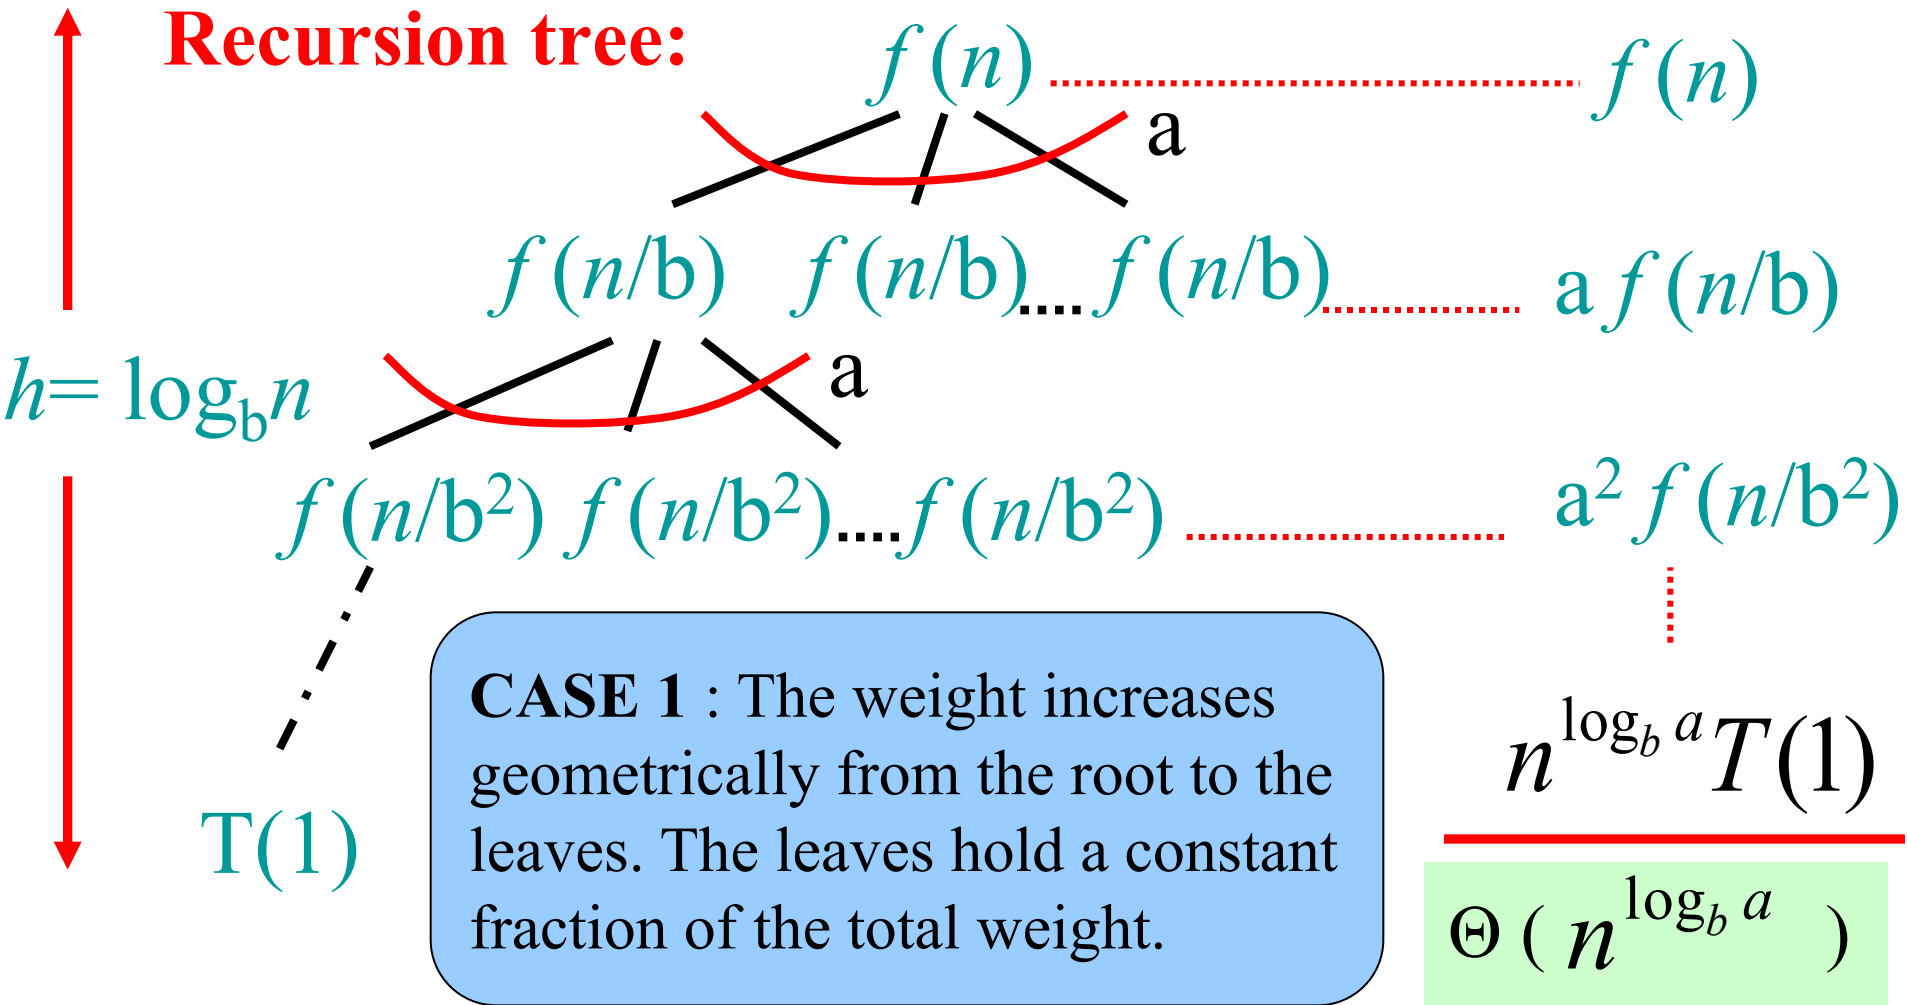 Recursion tree:
f (n) f (n)
a
f (n/b) f (n/b) .... f (n/b) a f (n/b)
a
h= log_b n
f (n/b²) f (n/b²) .... f (n/b²) a² f (n/b²)
CASE 1 : The weight increases
geometrically from the root to the
leaves. The leaves hold a constant
fraction of the total weight.
n^{log_b a} T(1)
T(1)
Θ ( n^{log_b a} )